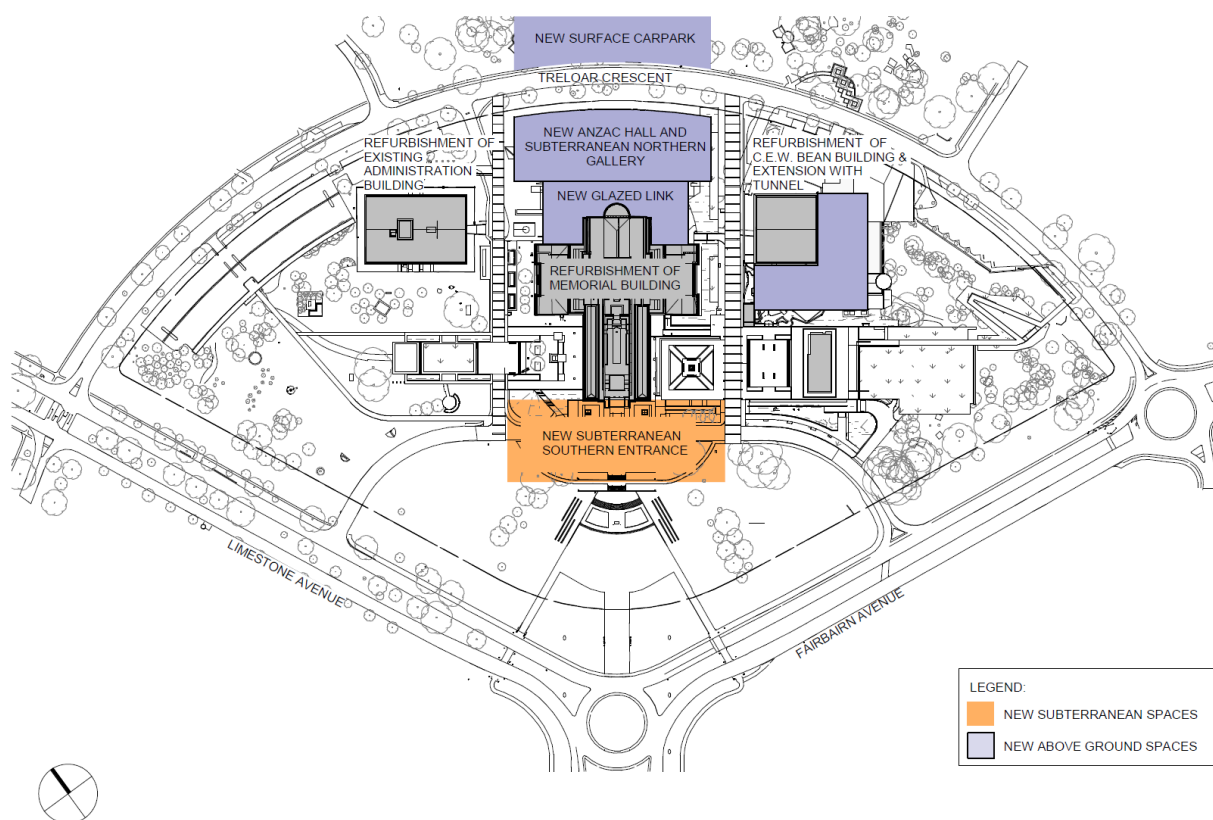 NEW SURFACE CARPARK
TRELOAR CRESCENT
REFURBISHMENT OF
EXISTING
ADMINISTRATION
BUILDING
NEW ANZAC HALL AND
SUBTERRANEAN NORTHERN
GALLERY
REFURBISHMENT OF
C.E.W. BEAN BUILDING &
EXTENSION WITH
TUNNEL
NEW GLAZED LINK
REFURBISHMENT OF
MEMORIAL BUILDING
NEW SUBTERRANEAN
SOUTHERN ENTRANCE
LIMESTONE AVENUE
FAIRBAIRN AVENUE
LEGEND:
NEW SUBTERRANEAN SPACES
NEW ABOVE GROUND SPACES